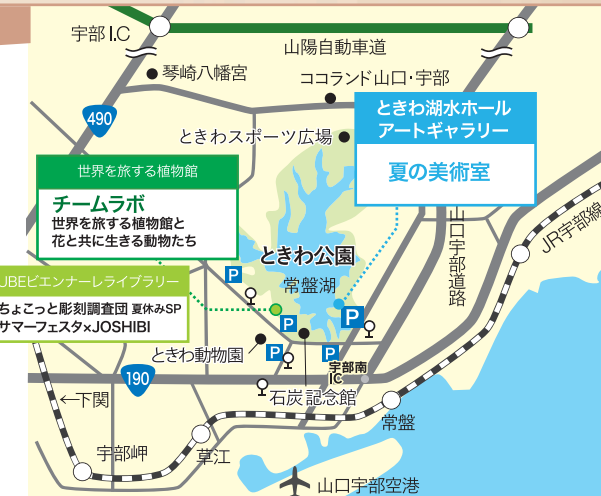 宇部I.C
山陽自動車道
琴崎八幡宮
ココランド山口・宇部
490
ときわスポーツ広場
ときわ湖水ホール
アートギャラリー
夏の美術室
世界を旅する植物館
チームラボ
世界を旅する植物館と
花と共に生きる動物たち
山口宇部道路
JR宇部線
ときわ公園
常盤湖
UBEビエンナーレライブラリー
ちょこっと彫刻調査団 夏休みSP
サマーフェスタ×JOSHIBI
P
P
P
P
P
ときわ動物園
宇部南
IC
190
石炭記念館
←下関
常盤
宇部岬
草江
山口宇部空港